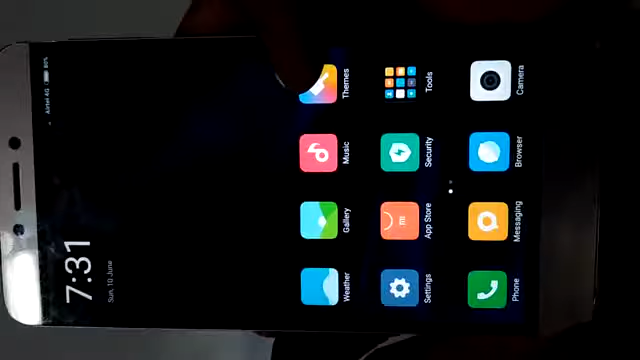 Airtel 4G 80%
7:31
Sun, 10 June
Weather
Gallery
Music
Themes
Settings
App Store
Security
Tools
Phone
Messaging
Browser
Camera